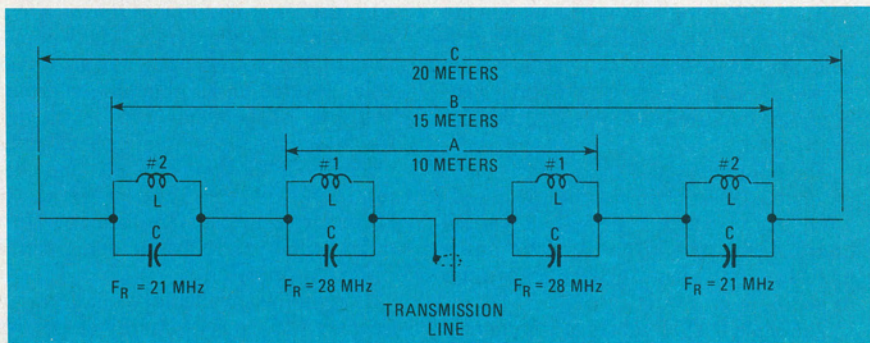 C
20 METERS
B
15 METERS
A
10 METERS
#2 #1 #1 #2
L L L L
C C C C
FR = 21 MHz FR = 28 MHz FR = 28 MHz FR = 21 MHz
TRANSMISSION
LINE